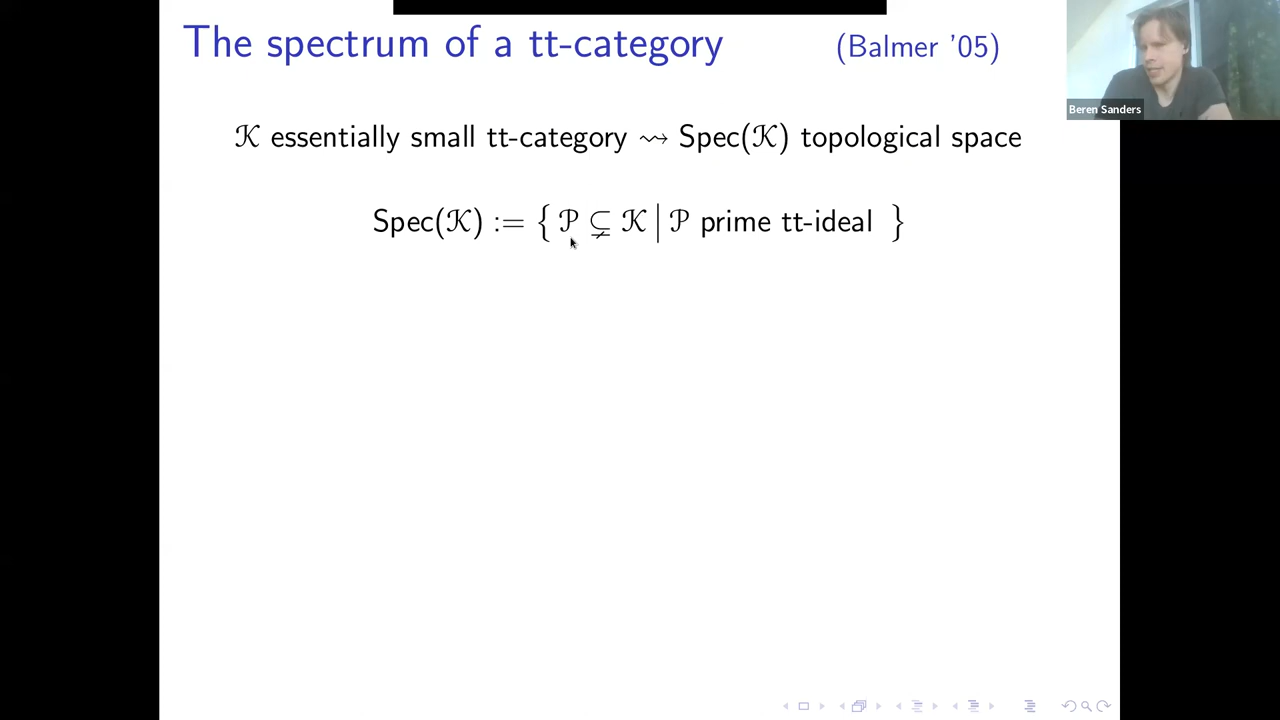 The spectrum of a tt-category (Balmer '05)
Beren Sanders
𝒦 essentially small tt-category ⇝ Spec(𝒦) topological space
Spec(𝒦) := { 𝒫 ⊊ 𝒦 | 𝒫 prime tt-ideal }